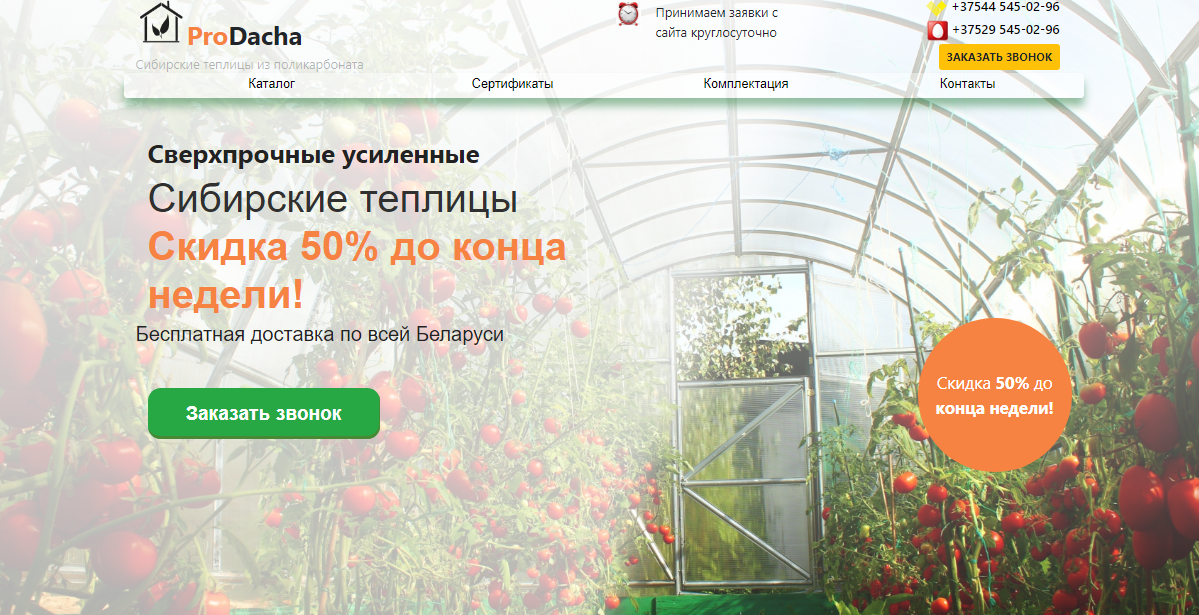 ProDacha
Сибирские теплицы из поликарбоната
Принимаем заявки с
сайта круглосуточно
+37544 545-02-96
+37529 545-02-96
ЗАКАЗАТЬ ЗВОНОК
Каталог
Сертификаты
Комплектация
Контакты
Сверхпрочные усиленные
Сибирские теплицы
Скидка 50% до конца
недели!
Бесплатная доставка по всей Беларуси
Заказать звонок
Скидка 50% до
конца недели!